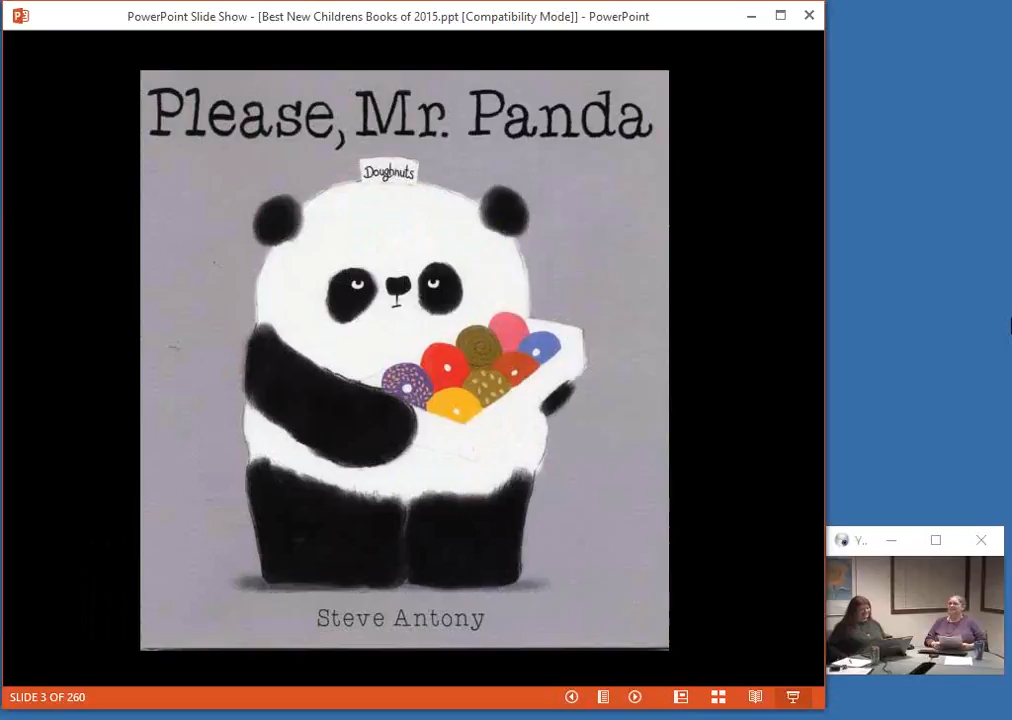 PowerPoint Slide Show - [Best New Childrens Books of 2015.ppt [Compatibility Mode]] - PowerPoint
Please, Mr. Panda
Doughnuts
Steve Antony
Y..
SLIDE 3 OF 260